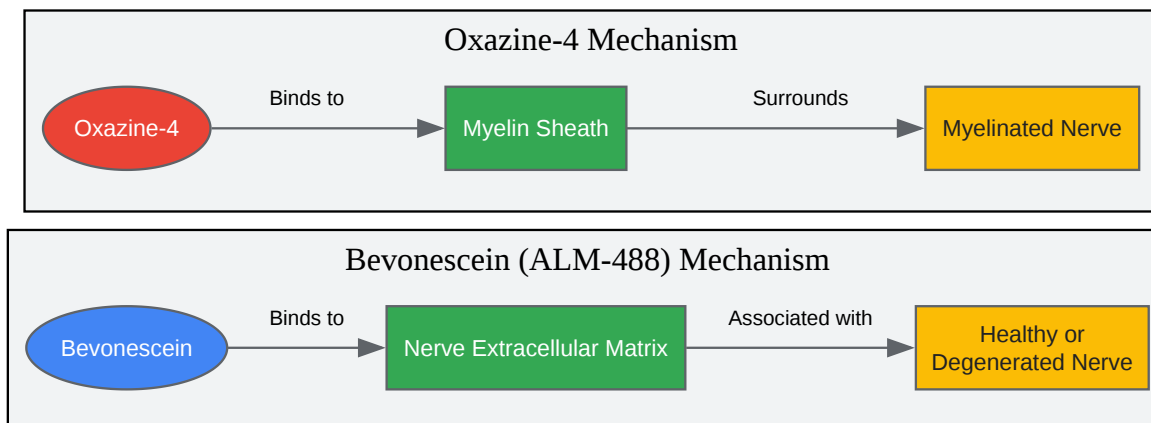 Oxazine-4 Mechanism
Oxazine-4
Binds to
Myelin Sheath
Surrounds
Myelinated Nerve
Bevonescein (ALM-488) Mechanism
Bevonescein
Binds to
Nerve Extracellular Matrix
Associated with
Healthy or
Degenerated Nerve